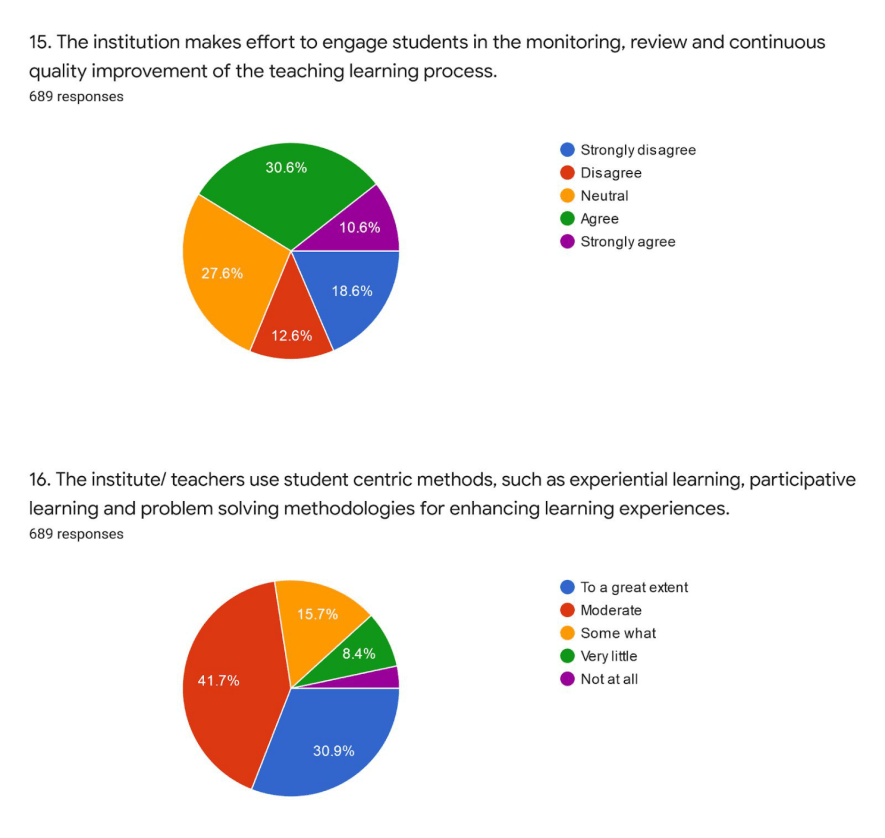 15. The institution makes effort to engage students in the monitoring, review and continuous
quality improvement of the teaching learning process.
689 responses
Strongly disagree
Disagree
Neutral
Agree
Strongly agree
30.6%
10.6%
27.6%
18.6%
12.6%
16. The institute/ teachers use student centric methods, such as experiential learning, participative
learning and problem solving methodologies for enhancing learning experiences.
689 responses
To a great extent
Moderate
Some what
Very little
Not at all
15.7%
8.4%
41.7%
30.9%